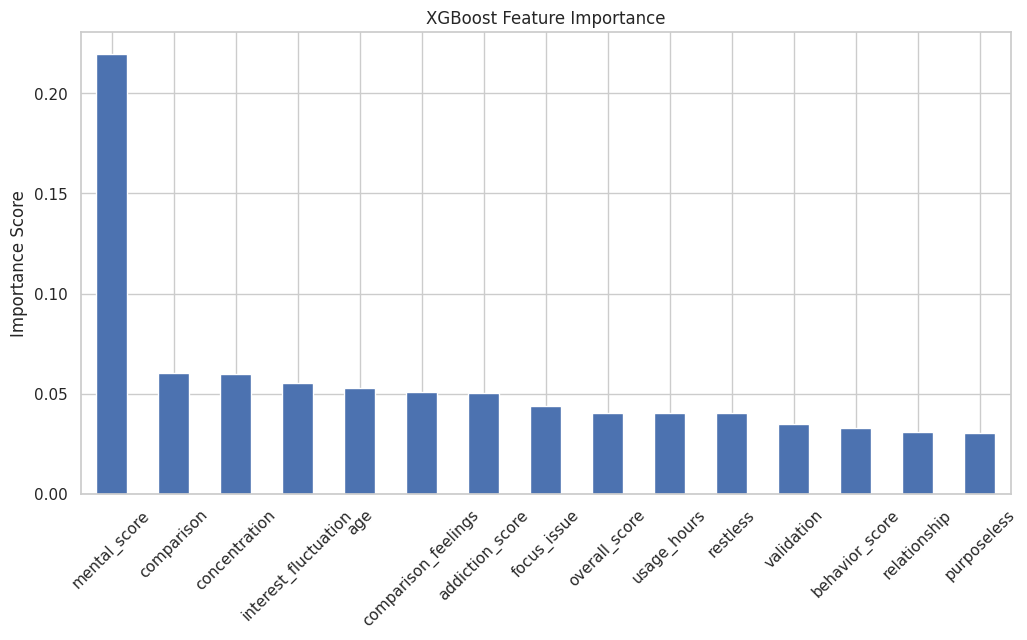 XGBoost Feature Importance
Importance Score
0.20
0.15
0.10
0.05
0.00
mental_score
comparison
concentration
interest_fluctuation
age
comparison_feelings
addiction_score
focus_issue
overall_score
usage_hours
restless
validation
behavior_score
relationship
purposeless